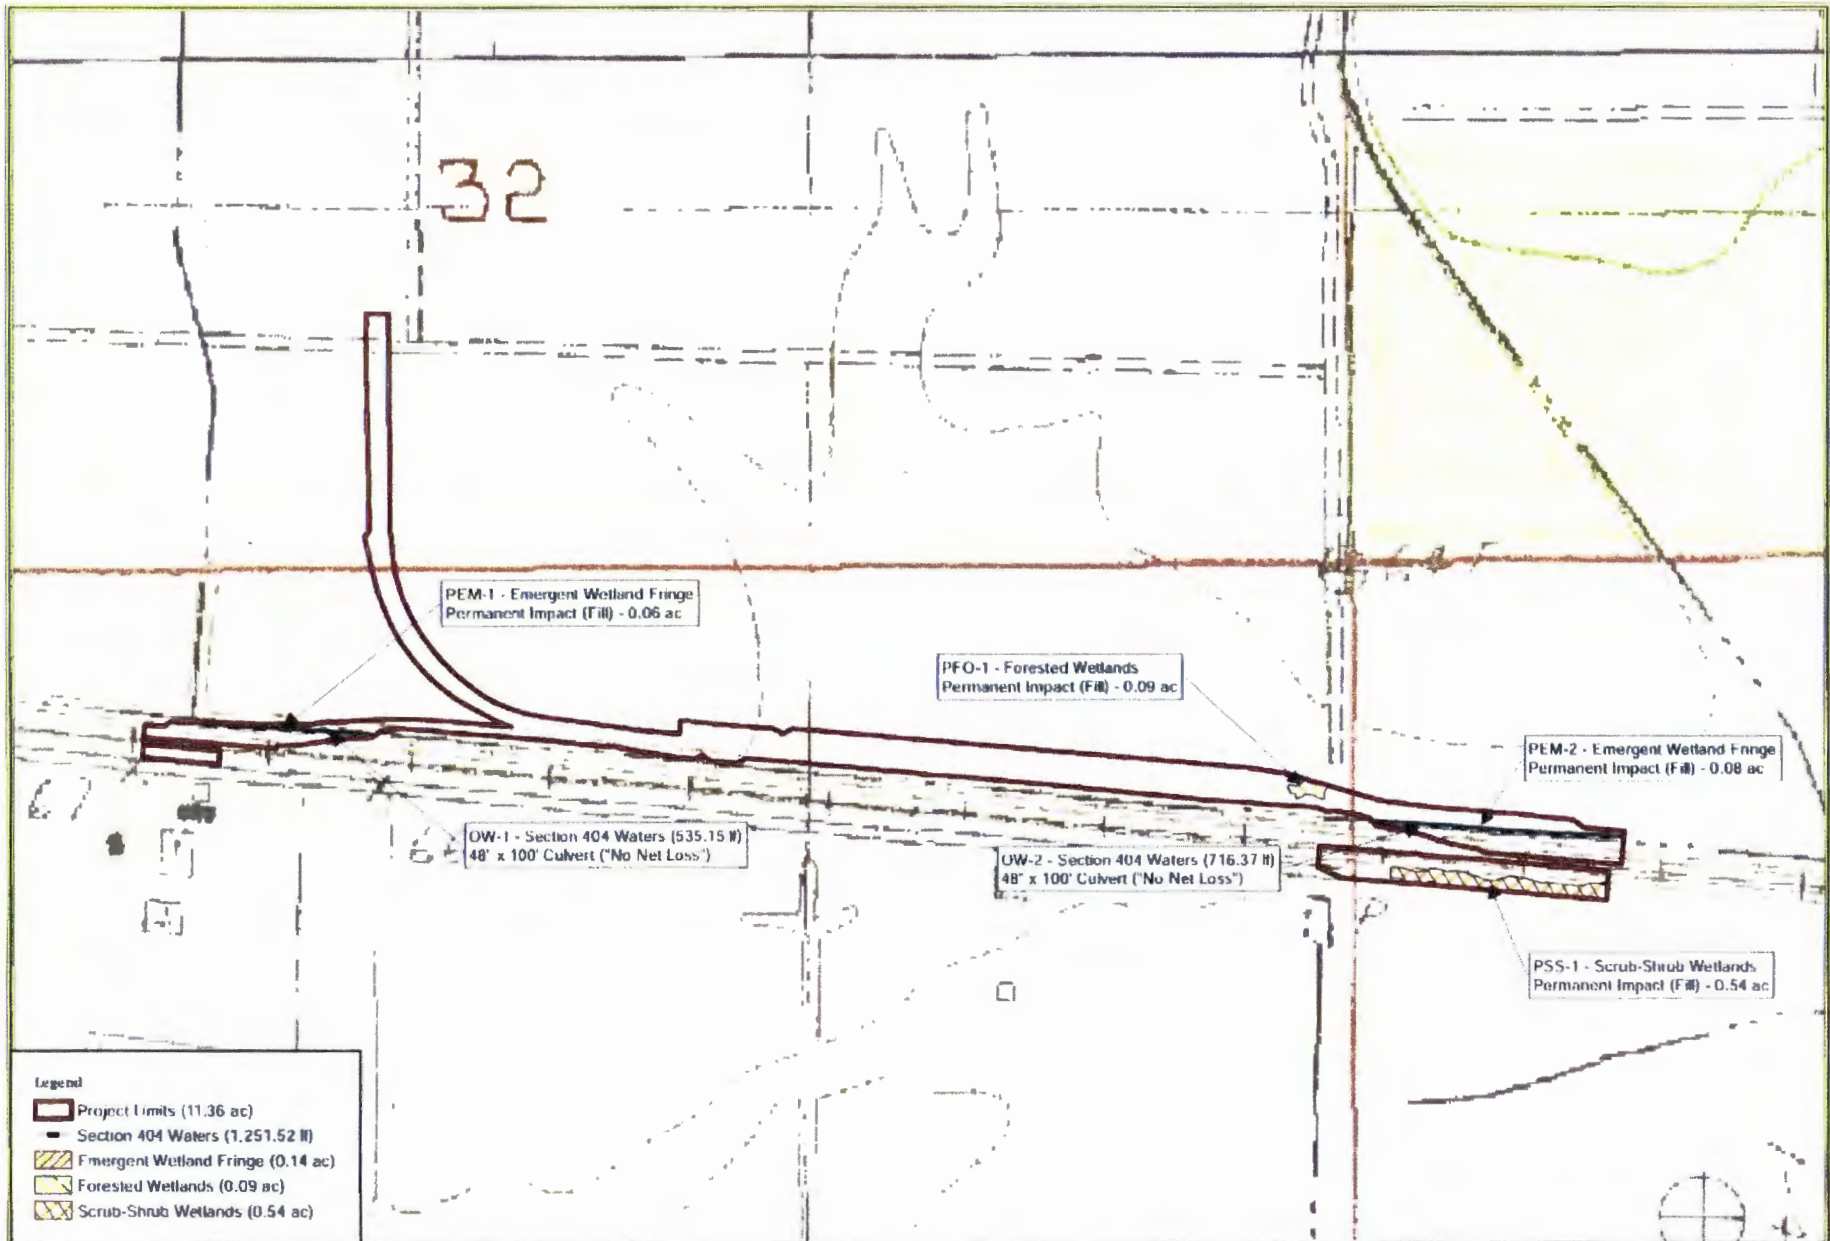 32
PEM-1 - Emergent Wetland Fringe
Permanent Impact (Fill) - 0.06 ac
PFO-1 - Forested Wetlands
Permanent Impact (Fill) - 0.09 ac
PEM-2 - Emergent Wetland Fringe
Permanent Impact (Fill) - 0.08 ac
OW-1 - Section 404 Waters (535.15 lf)
48" x 100' Culvert ("No Net Loss")
OW-2 - Section 404 Waters (716.37 lf)
48" x 100' Culvert ("No Net Loss")
PSS-1 - Scrub-Shrub Wetlands
Permanent Impact (Fill) - 0.54 ac
Legend
Project Limits (11.36 ac)
Section 404 Waters (1,251.52 lf)
Emergent Wetland Fringe (0.14 ac)
Forested Wetlands (0.09 ac)
Scrub-Shrub Wetlands (0.54 ac)